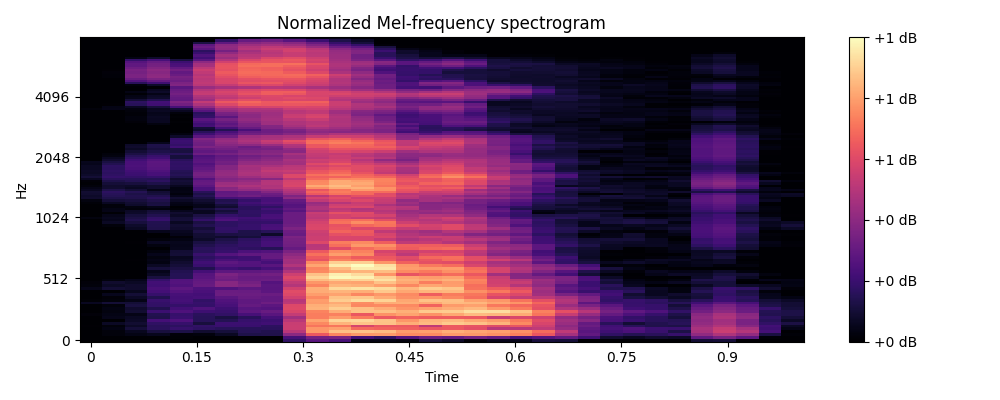 Normalized Mel-frequency spectrogram
Hz
4096
2048
1024
512
0
0 0.15 0.3 0.45 0.6 0.75 0.9
Time
+1 dB
+1 dB
+1 dB
+0 dB
+0 dB
+0 dB